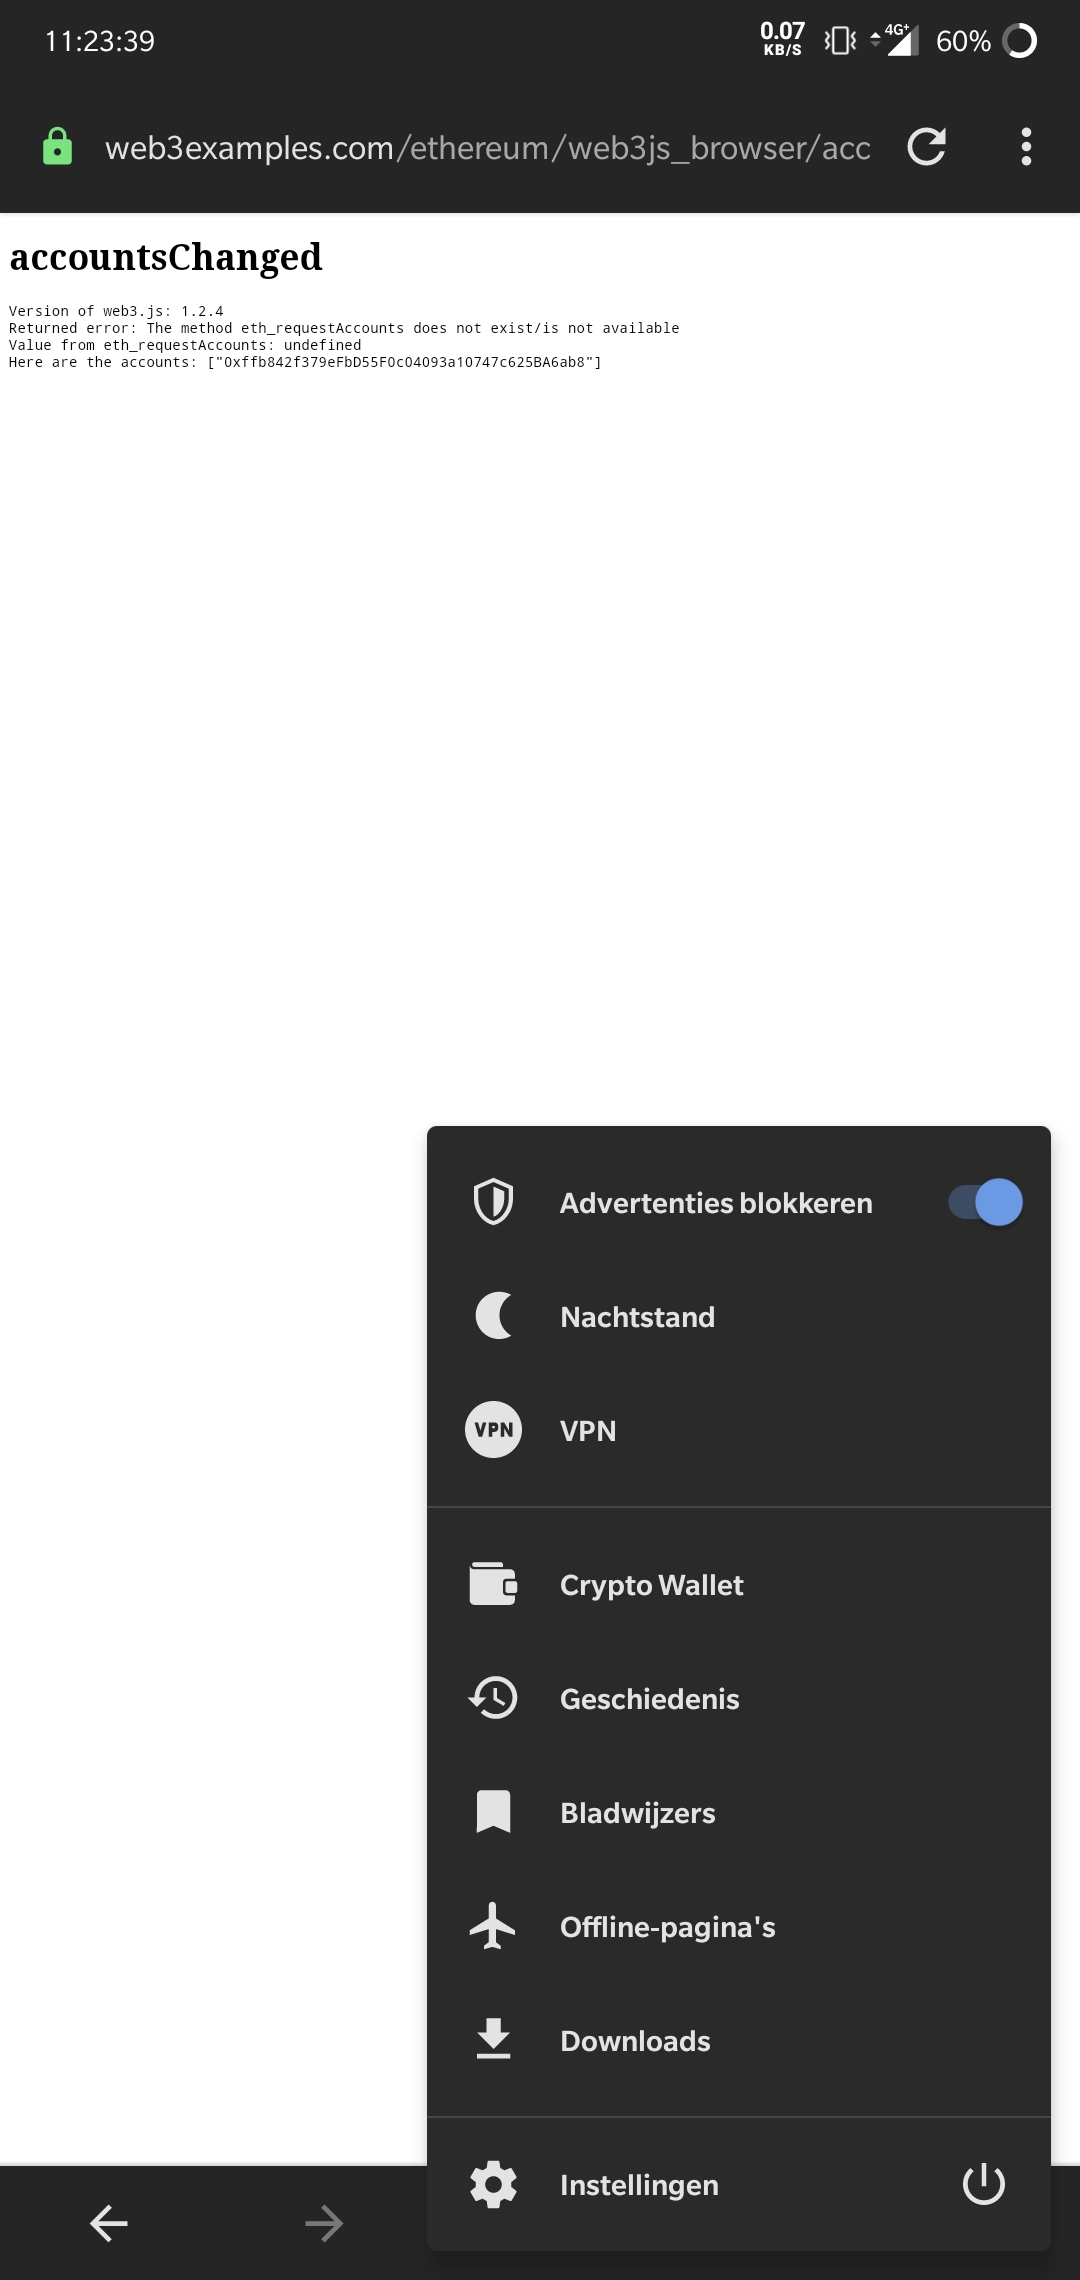 11:23:39
0.07
KB/S
4G+
60%
web3examples.com/ethereum/web3js_browser/acc
accountsChanged
Version of web3.js: 1.2.4
Returned error: The method eth_requestAccounts does not exist/is not available
Value from eth_requestAccounts: undefined
Here are the accounts: ["0xffb842f379eFbD55F0c04093a10747c625BA6ab8"]
Advertenties blokkeren
Nachtstand
VPN VPN
Crypto Wallet
Geschiedenis
Bladwijzers
Offline-pagina's
Downloads
Instellingen